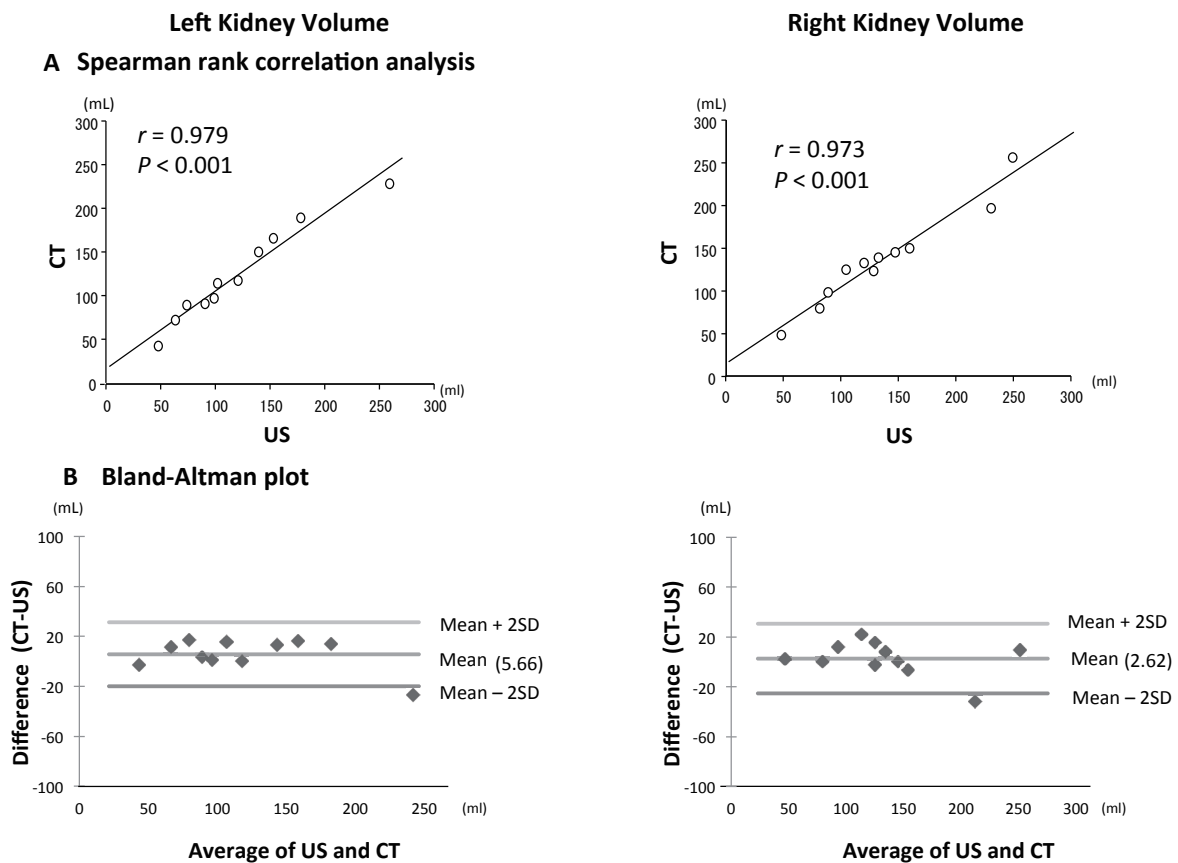 Left Kidney Volume
Right Kidney Volume
A Spearman rank correlation analysis
(mL)
300
250
200
150
100
50
0
CT
r = 0.979
P < 0.001
0 50 100 150 200 250 300 (ml)
US
(mL)
300
250
200
150
100
50
0
CT
r = 0.973
P < 0.001
0 50 100 150 200 250 300 (ml)
US
B Bland-Altman plot
(mL)
100
60
20
-20
-60
-100
Difference (CT-US)
Mean + 2SD
Mean (5.66)
Mean – 2SD
0 50 100 150 200 250 (ml)
Average of US and CT
(mL)
100
60
20
-20
-60
-100
Difference (CT-US)
Mean + 2SD
Mean (2.62)
Mean – 2SD
0 50 100 150 200 250 300 (ml)
Average of US and CT